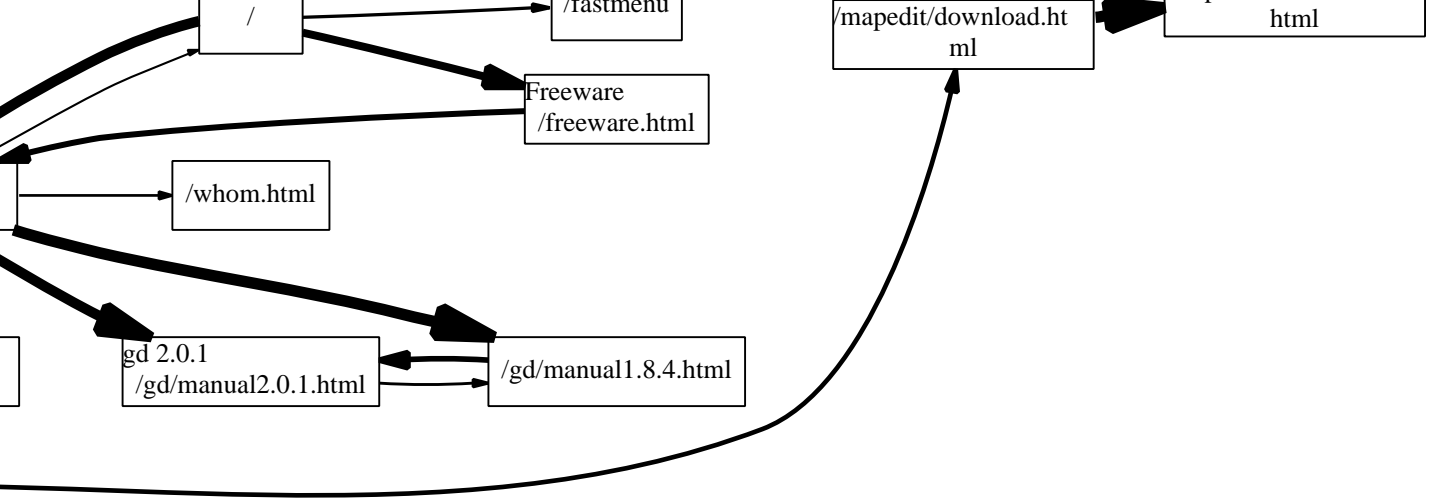 /
/fastmenu
/mapedit/download.ht
ml
html
Freeware
/freeware.html
/whom.html
gd 2.0.1
/gd/manual2.0.1.html
/gd/manual1.8.4.html